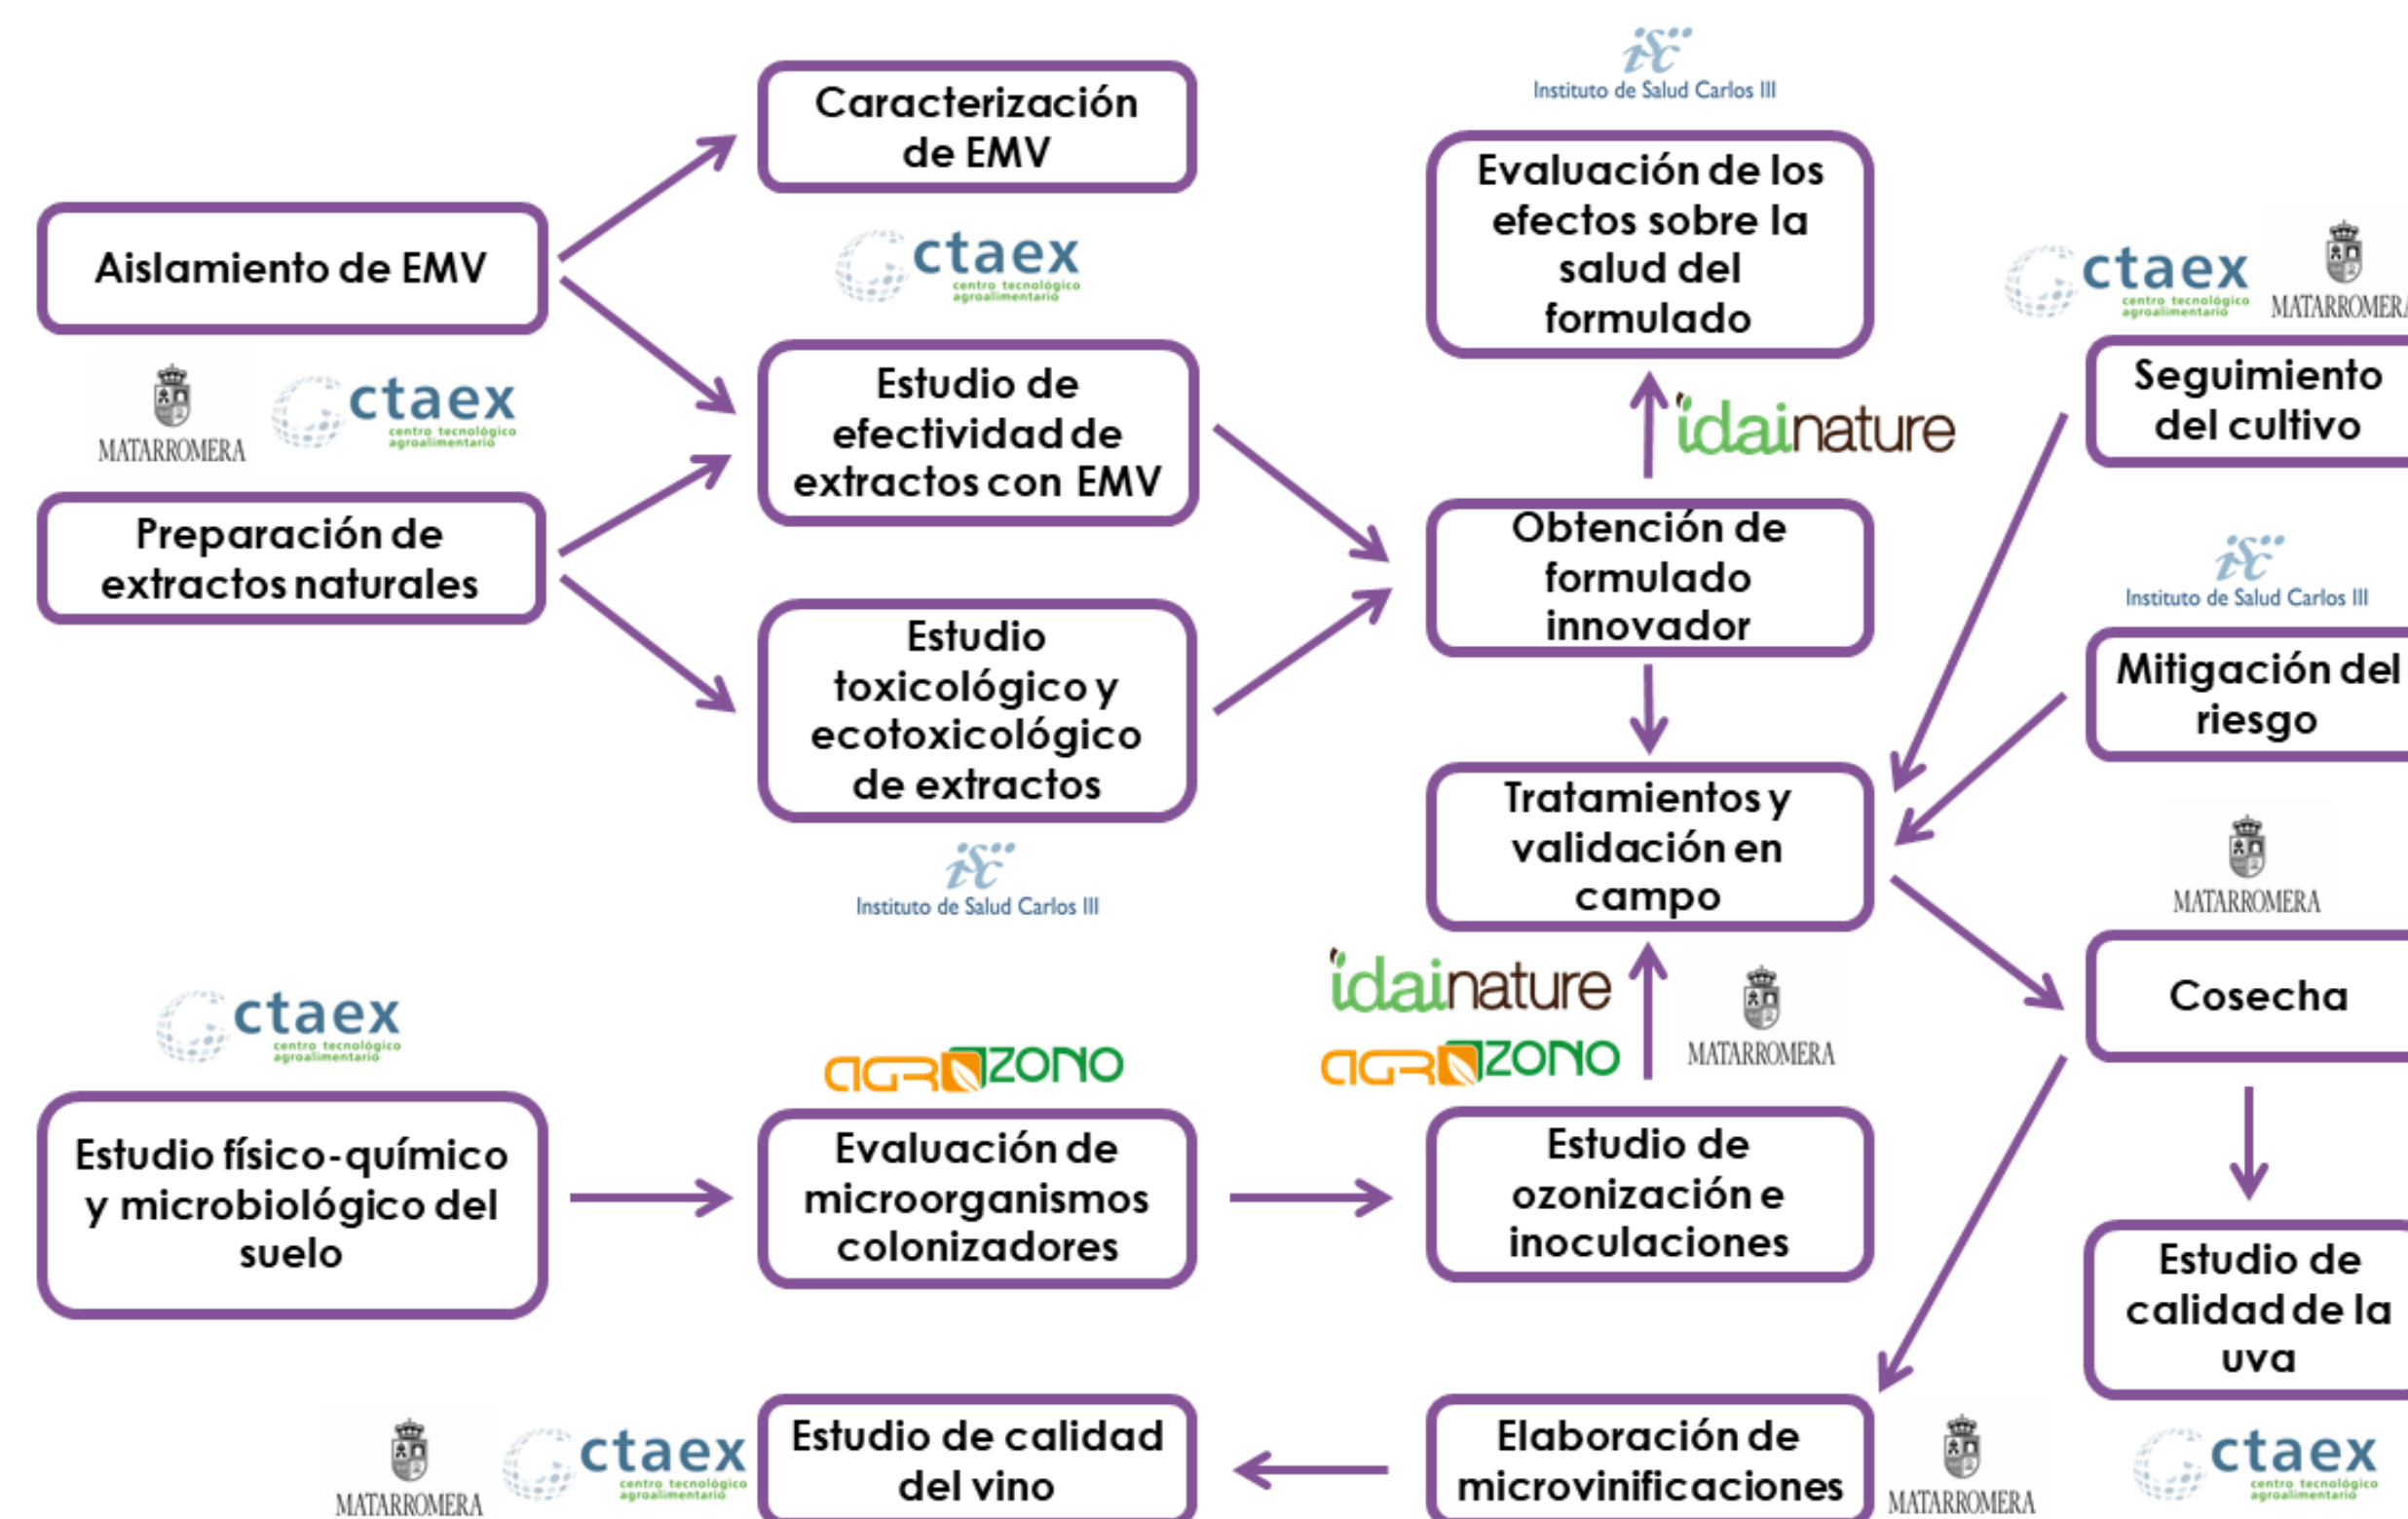 Instituto de Salud Carlos III
Caracterización
de EMV
Evaluación de los
efectos sobre la
salud del
formulado
Aislamiento de EMV
ctaex
centro tecnológico
agroalimentario
ctaex
centro tecnológico
agroalimentario
MATARROMERA
Seguimiento
del cultivo
Estudio de
efectividad de
extractos con EMV
MATARROMERA
ctaex
centro tecnológico
agroalimentario
idainature
Preparación de
extractos naturales
Obtención de
formulado
innovador
Instituto de Salud Carlos III
Mitigación del
riesgo
Estudio
toxicológico y
ecotoxicológico
de extractos
Instituto de Salud Carlos III
Tratamientos y
validación en
campo
MATARROMERA
Cosecha
ctaex
centro tecnológico
agroalimentario
AGROZONO
idainature
AGROZONO
MATARROMERA
Estudio físico-químico
y microbiológico del
suelo
Evaluación de
microorganismos
colonizadores
Estudio de
ozonización e
inoculaciones
Estudio de
calidad de la
uva
MATARROMERA
ctaex
centro tecnológico
agroalimentario
Estudio de calidad
del vino
Elaboración de
microvinificaciones
MATARROMERA
ctaex
centro tecnológico
agroalimentario